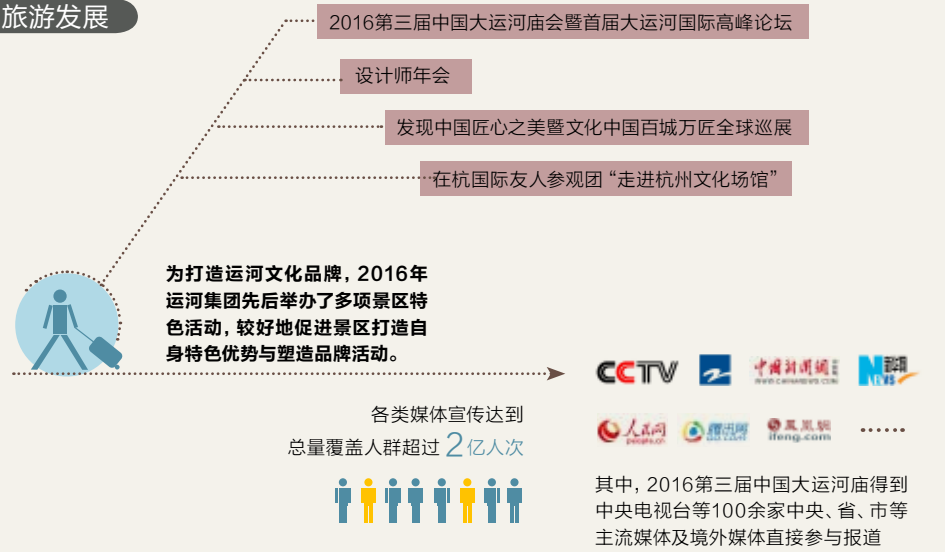 旅游发展
2016第三届中国大运河庙会暨首届大运河国际高峰论坛
设计师年会
发现中国匠心之美暨文化中国百城万匠全球巡展
在杭国际友人参观团“走进杭州文化场馆”
为打造运河文化品牌，2016年
运河集团先后举办了多项景区特
色活动，较好地促进景区打造自
身特色优势与塑造品牌活动。
各类媒体宣传达到
总量覆盖人群超过2亿人次
CCTV
中国新闻网
WWW.CHINANEWS.COM
NEWS
人民网
people.cn
腾讯网
凤凰网
ifeng.com
……
其中，2016第三届中国大运河庙得到
中央电视台等100余家中央、省、市等
主流媒体及境外媒体直接参与报道